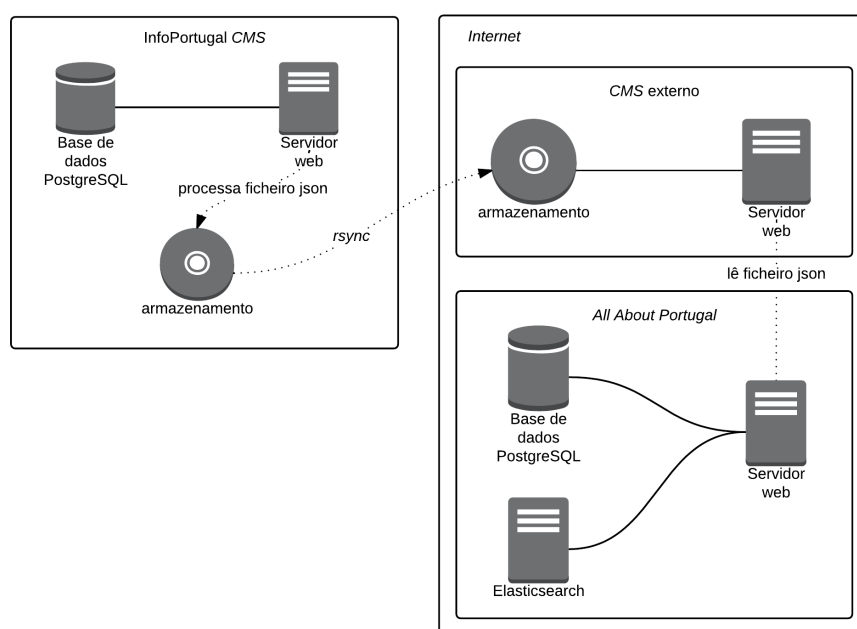 InfoPortugal CMS
Base de
dados
PostgreSQL
Servidor
web
processa ficheiro json
armazenamento
rsync
Internet
CMS externo
armazenamento
Servidor
web
lê ficheiro json
All About Portugal
Base de
dados
PostgreSQL
Servidor
web
Elasticsearch